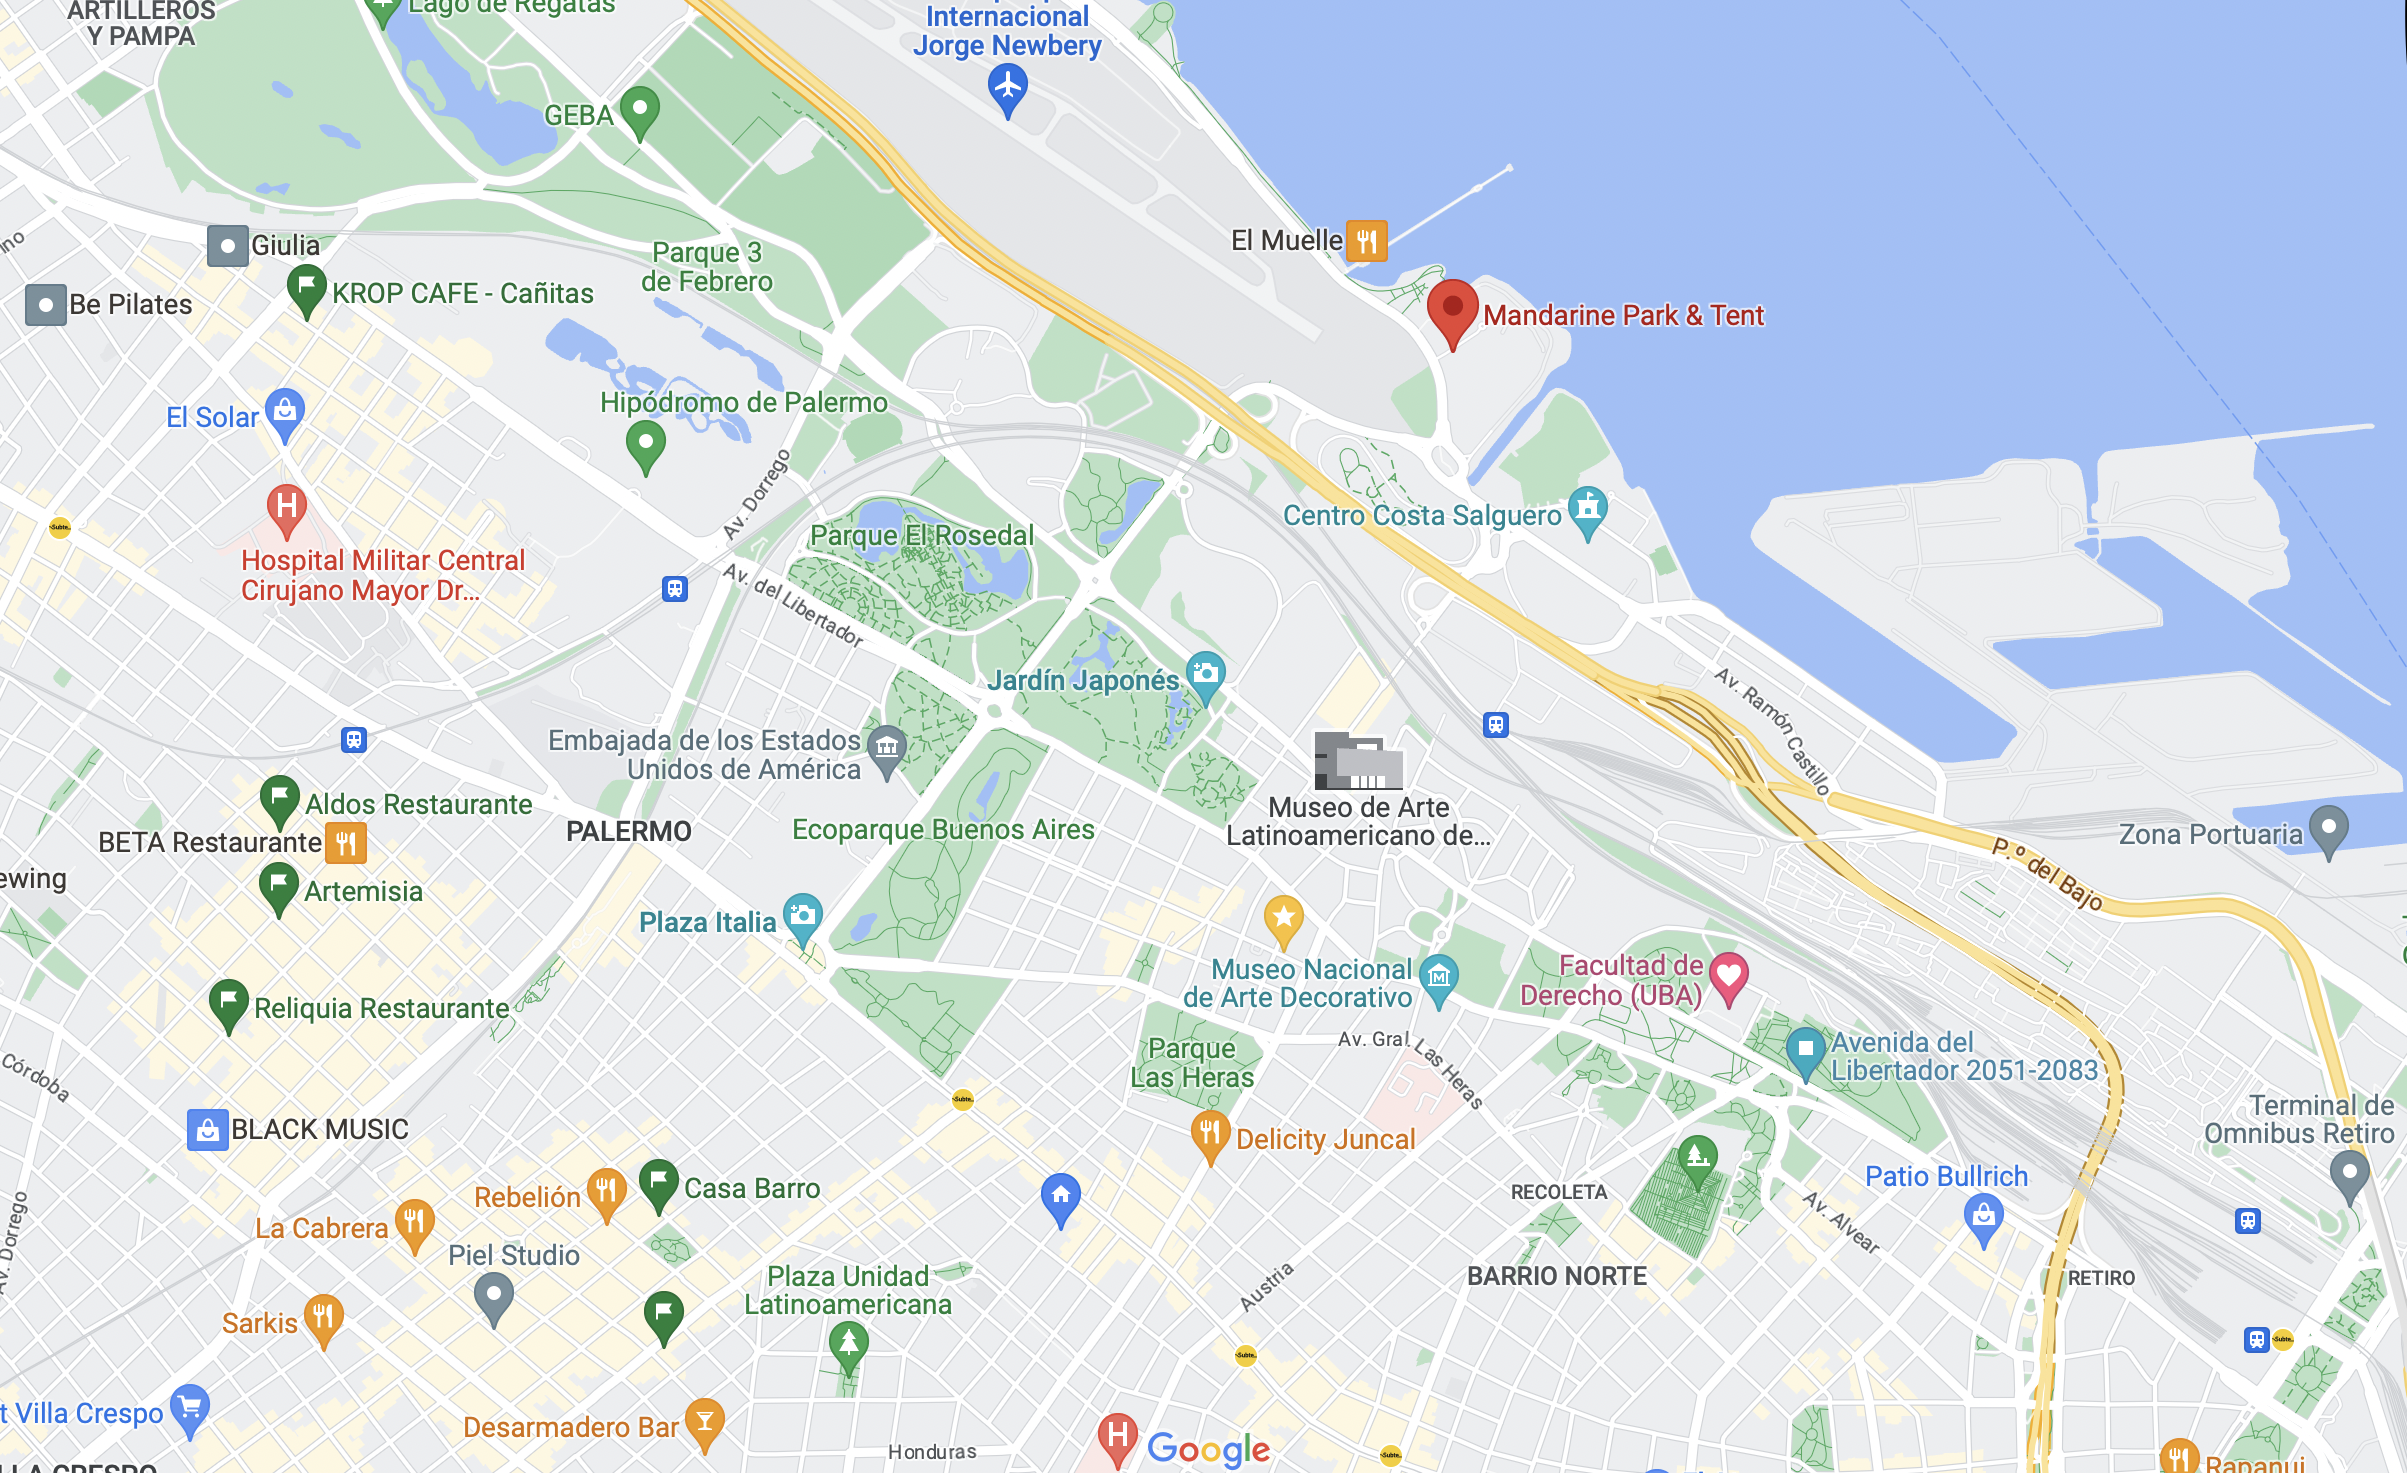 ARTILLEROS
Y PAMPA
Lago de Regatas
Internacional
Jorge Newbery
GEBA
El Muelle
Giulia
Parque 3
de Febrero
Be Pilates
KROP CAFE - Cañitas
Mandarine Park & Tent
El Solar
Hipódromo de Palermo
Av. Dorrego
Centro Costa Salguero
Parque El Rosedal
Hospital Militar Central
Cirujano Mayor Dr...
Av. del Libertador
Jardín Japonés
Av. Ramón Castillo
Embajada de los Estados
Unidos de América
Aldos Restaurante
Museo de Arte
Latinoamericano de...
PALERMO
Ecoparque Buenos Aires
BETA Restaurante
Zona Portuaria
P.º del Bajo
ewing
Artemisia
Plaza Italia
Museo Nacional
de Arte Decorativo
Facultad de
Derecho (UBA)
Reliquia Restaurante
Av. Gral. Las Heras
Parque
Las Heras
Avenida del
Libertador 2051-2083
Córdoba
Subte
Terminal de
Omnibus Retiro
BLACK MUSIC
Delicity Juncal
Patio Bullrich
Rebelión
Casa Barro
RECOLETA
Av. Alvear
La Cabrera
Av. Dorrego
Piel Studio
Plaza Unidad
Latinoamericana
Austria
BARRIO NORTE
RETIRO
Sarkis
Subte
Subte
t Villa Crespo
Desarmadero Bar
Honduras
Google
Subte
Rapanui
LLA CRESPO